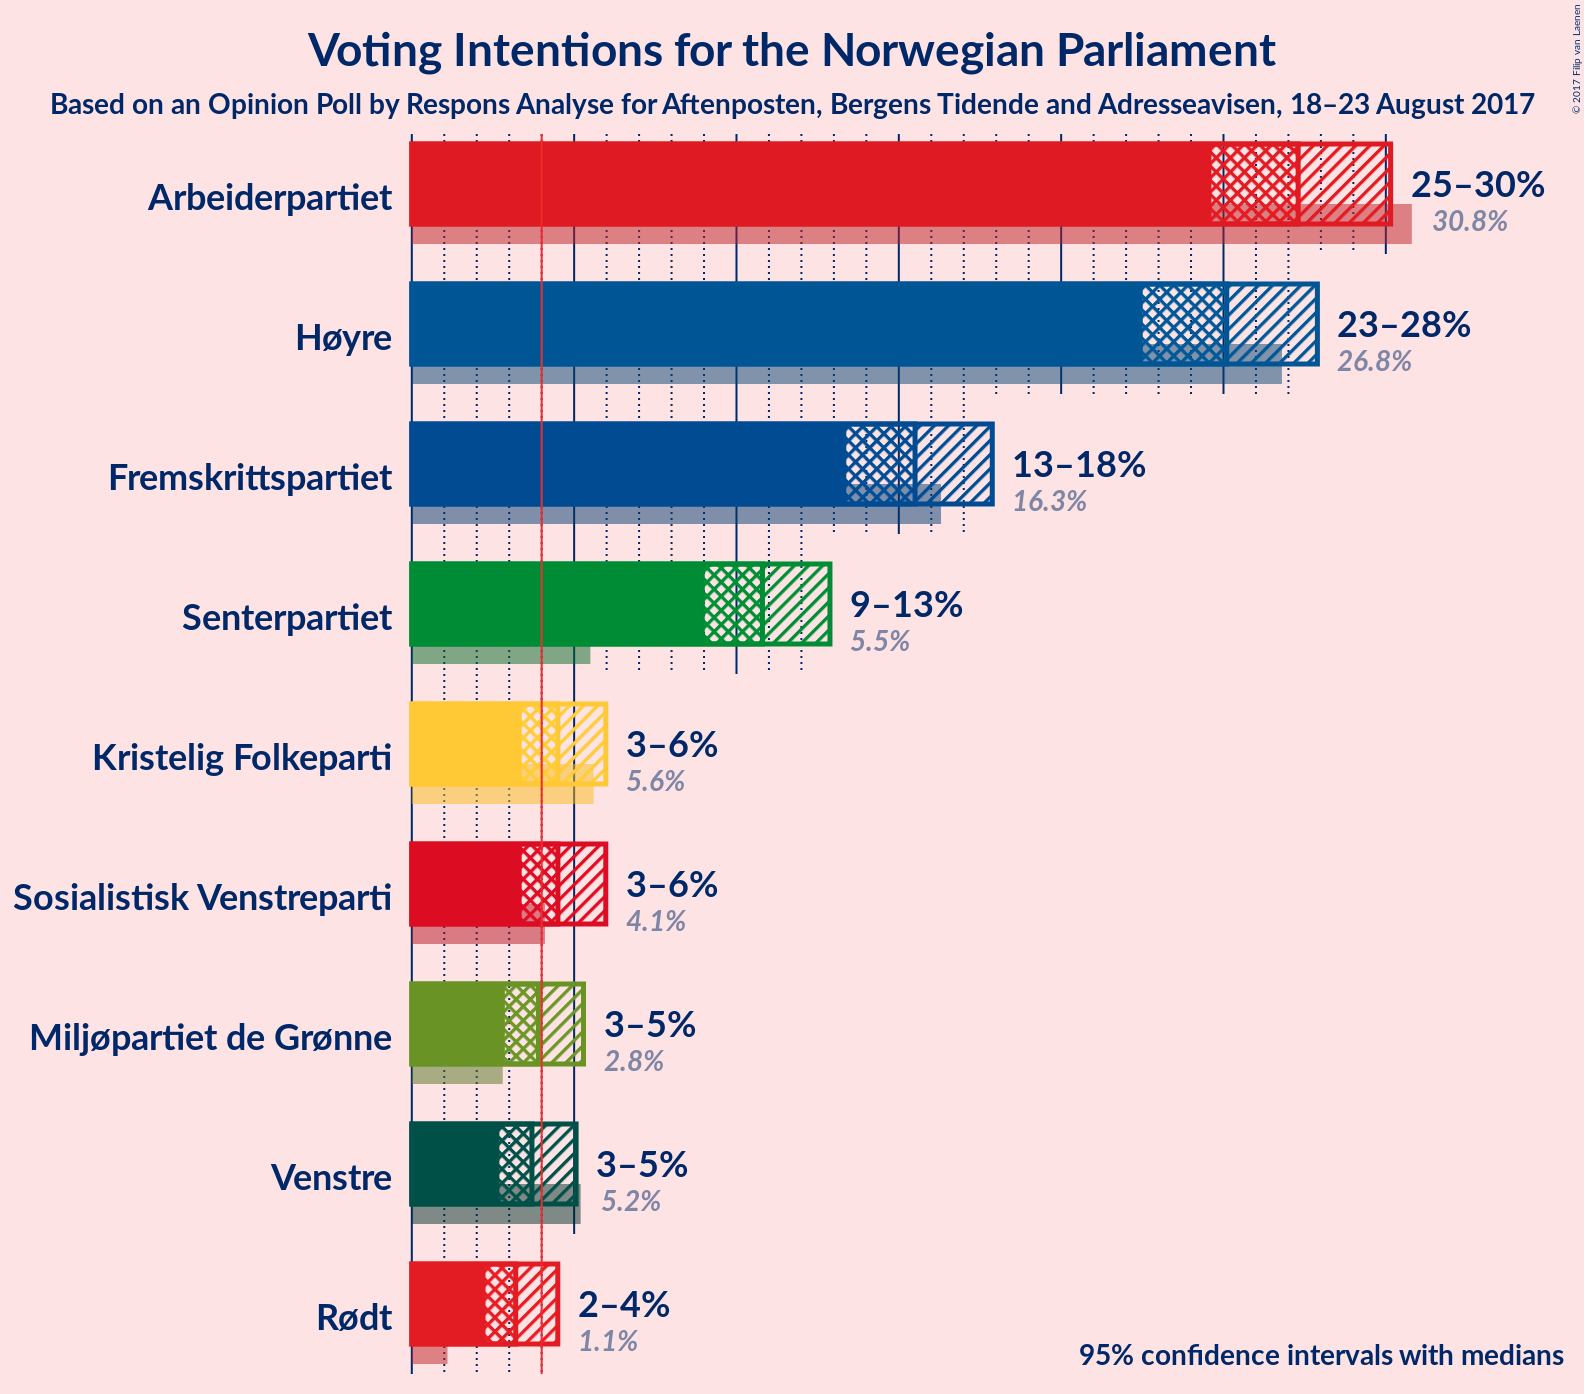 Voting Intentions for the Norwegian Parliament
Based on an Opinion Poll by Respons Analyse for Aftenposten, Bergens Tidende and Adresseavisen, 18–23 August 2017
© 2017 Filip van Laenen
Arbeiderpartiet
25–30%
30.8%
Høyre
23–28%
26.8%
Fremskrittspartiet
13–18%
16.3%
Senterpartiet
9–13%
5.5%
Kristelig Folkeparti
3–6%
5.6%
Sosialistisk Venstreparti
3–6%
4.1%
Miljøpartiet de Grønne
3–5%
2.8%
Venstre
3–5%
5.2%
Rødt
2–4%
1.1%
95% confidence intervals with medians